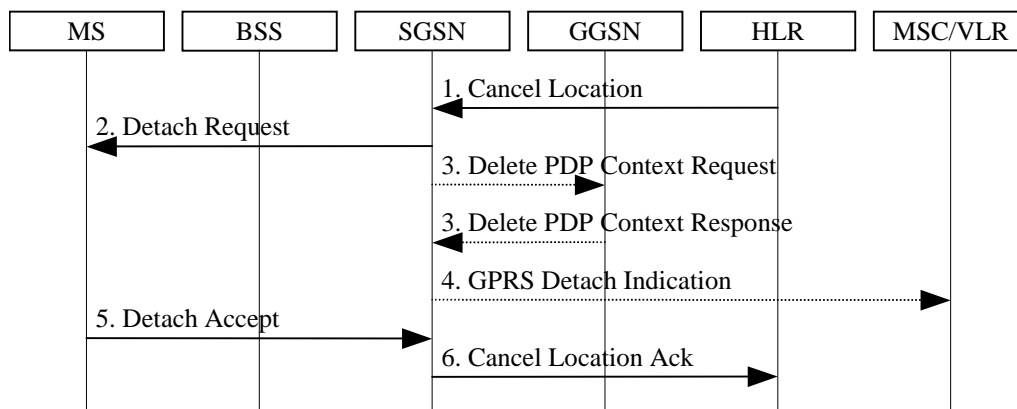 MS
BSS
SGSN
GGSN
HLR
MSC/VLR
1. Cancel Location
2. Detach Request
3. Delete PDP Context Request
3. Delete PDP Context Response
4. GPRS Detach Indication
5. Detach Accept
6. Cancel Location Ack